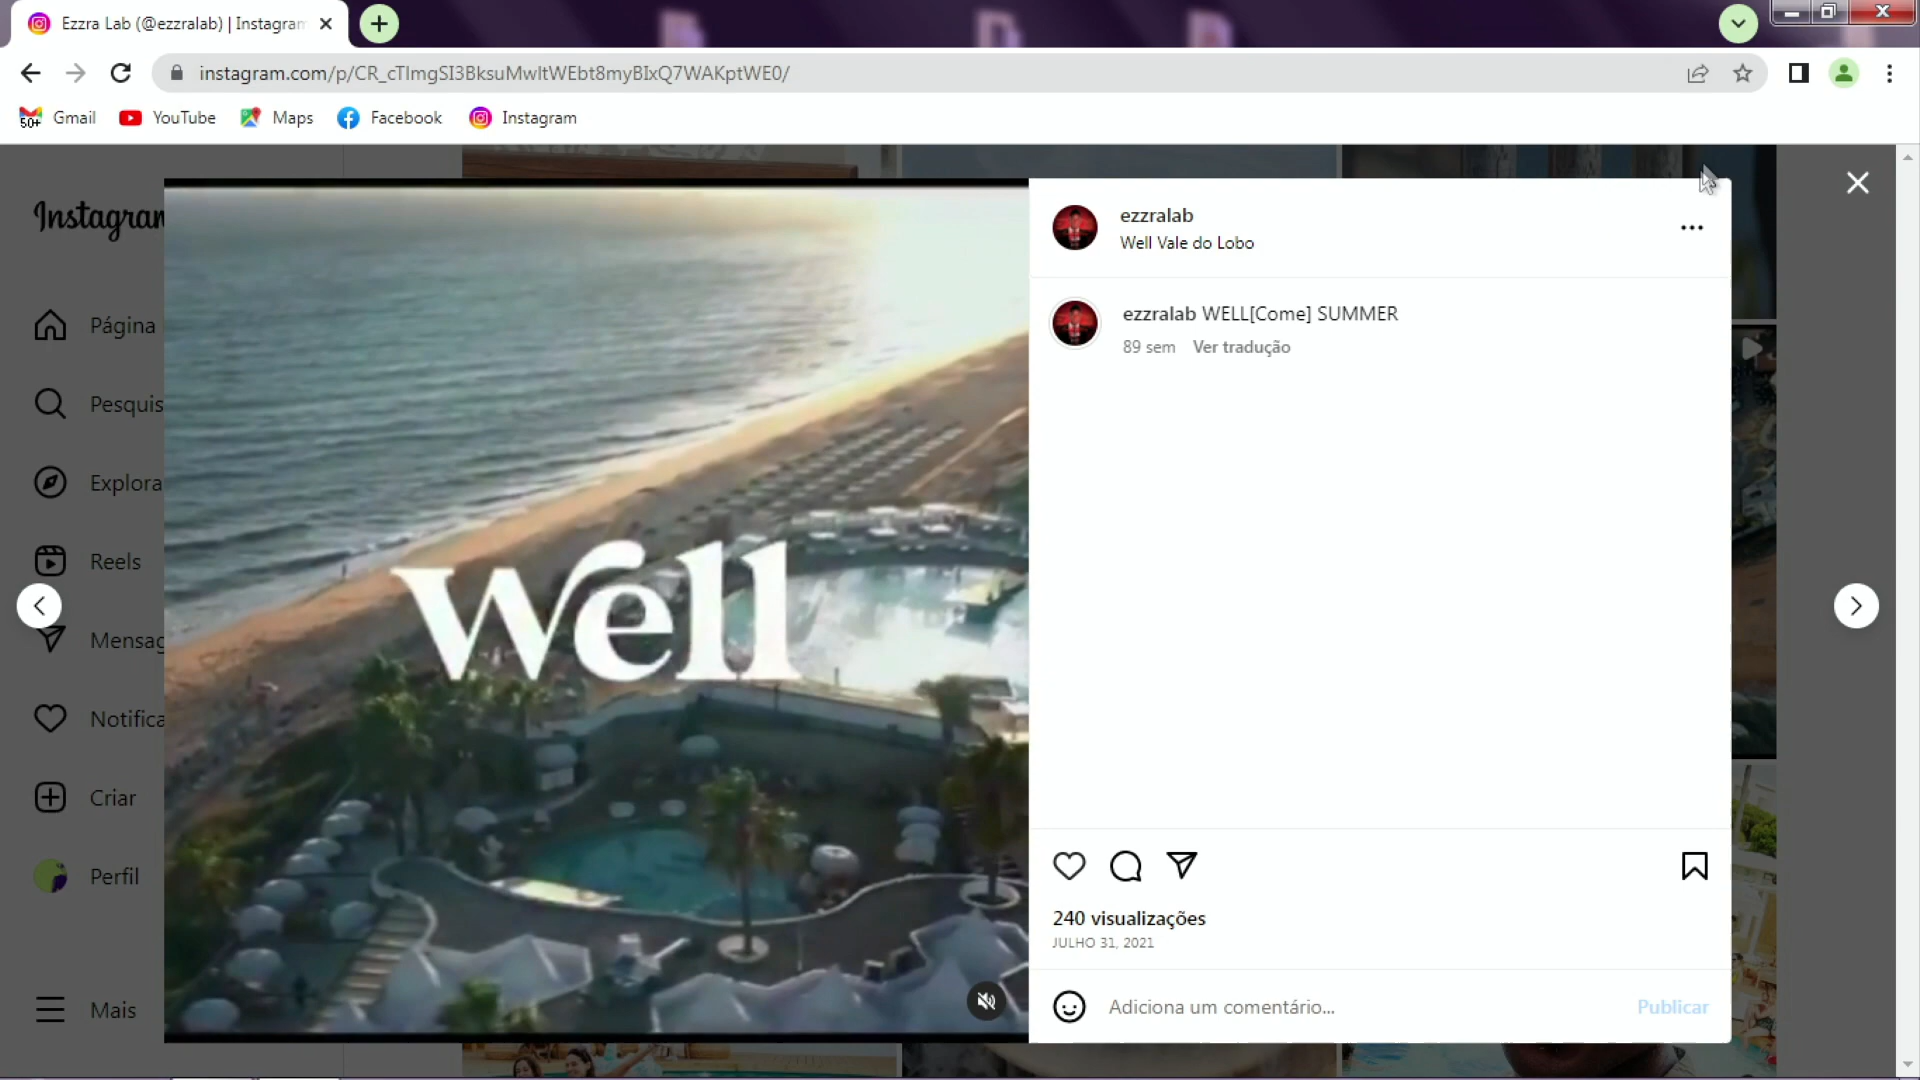 Ezzra Lab (@ezzralab) | Instagram
instagram.com/p/CR_cTlmgSI3BksuMwltWEbt8myBIxQ7WAKptWE0/
50+ Gmail YouTube Maps Facebook Instagram
Instagram
Página
Pesquis
Explora
Reels
Mensag
Notifica
Criar
Perfil
Mais
Well
ezzralab
Well Vale do Lobo
ezzralab WELL[Come] SUMMER
89 sem Ver tradução
240 visualizações
JULHO 31, 2021
Adiciona um comentário... Publicar